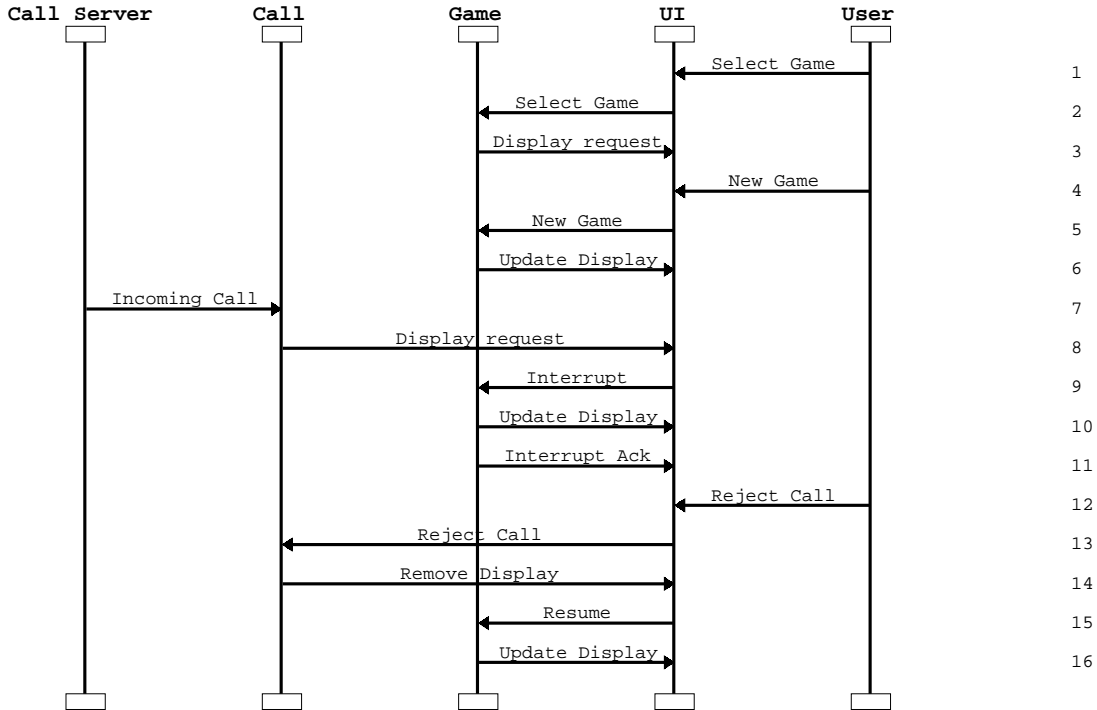 Call Server Call Game UI User
Select Game 1
Select Game 2
Display request 3
New Game 4
New Game 5
Update Display 6
Incoming Call 7
Display request 8
Interrupt 9
Update Display 10
Interrupt Ack 11
Reject Call 12
Reject Call 13
Remove Display 14
Resume 15
Update Display 16